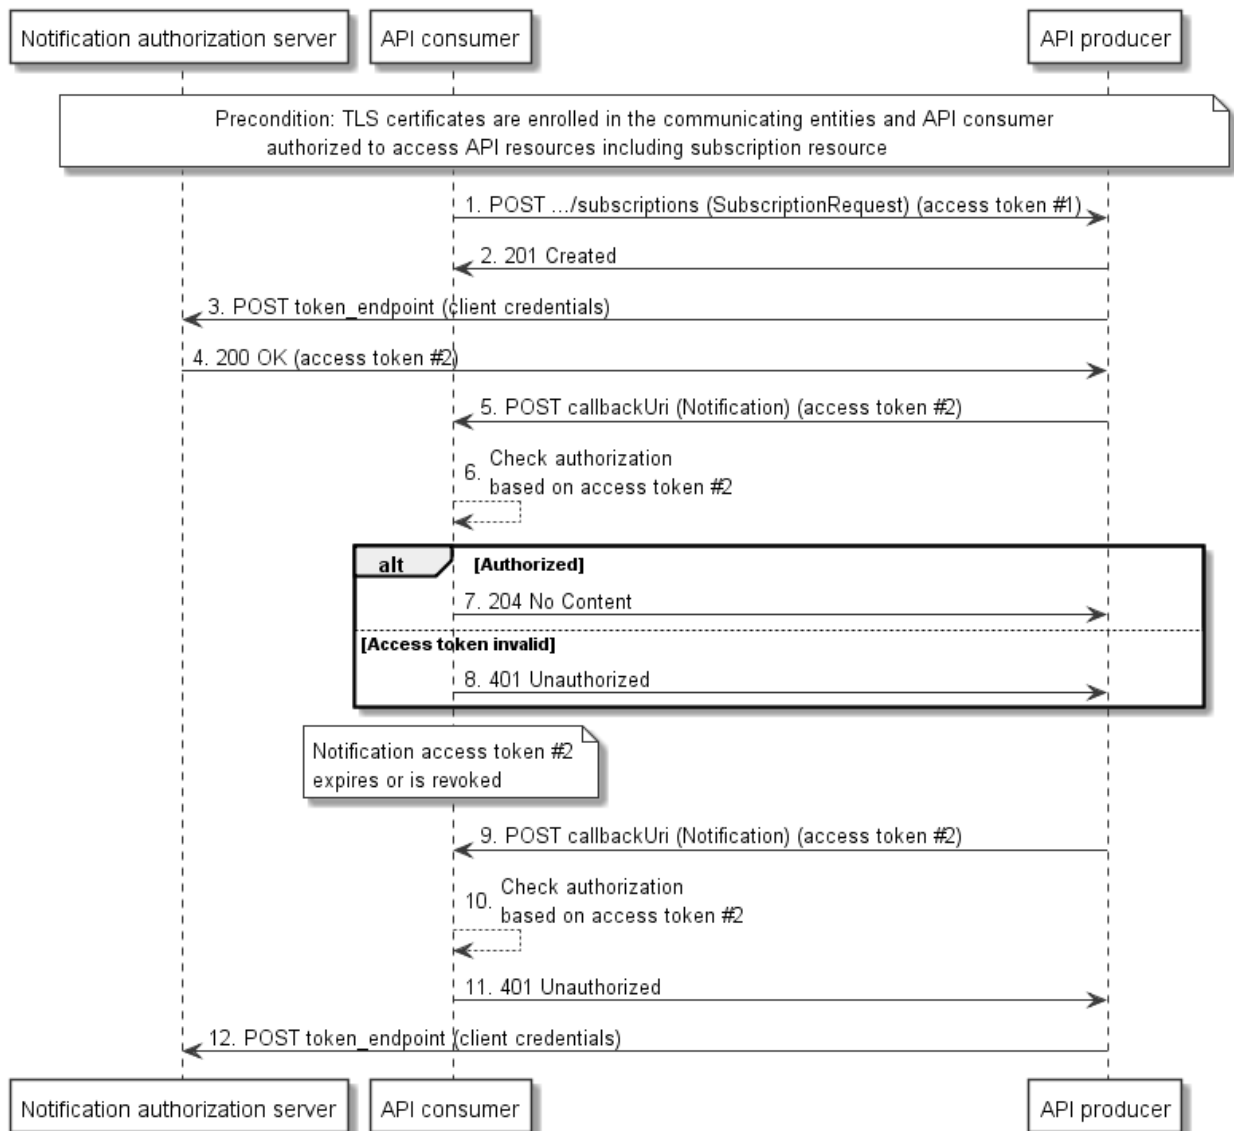 Notification authorization server
API consumer
API producer
Precondition: TLS certificates are enrolled in the communicating entities and API consumer
authorized to access API resources including subscription resource
1. POST .../subscriptions (SubscriptionRequest) (access token #1)
2. 201 Created
3. POST token_endpoint (client credentials)
4. 200 OK (access token #2)
5. POST callbackUri (Notification) (access token #2)
6. Check authorization
based on access token #2
alt [Authorized]
7. 204 No Content
[Access token invalid]
8. 401 Unauthorized
Notification access token #2
expires or is revoked
9. POST callbackUri (Notification) (access token #2)
10. Check authorization
based on access token #2
11. 401 Unauthorized
12. POST token_endpoint (client credentials)
Notification authorization server
API consumer
API producer